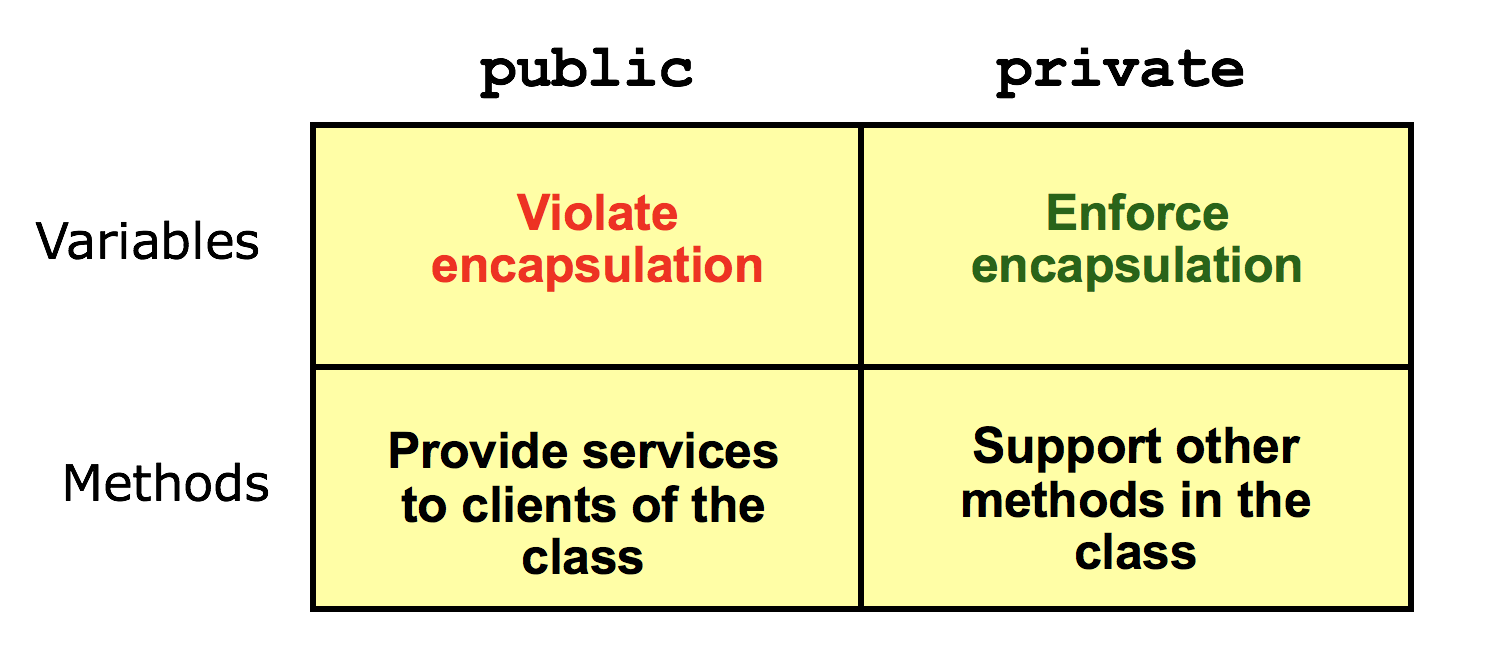 public private
Variables
Violate
encapsulation
Enforce
encapsulation
Methods
Provide services
to clients of the
class
Support other
methods in the
class